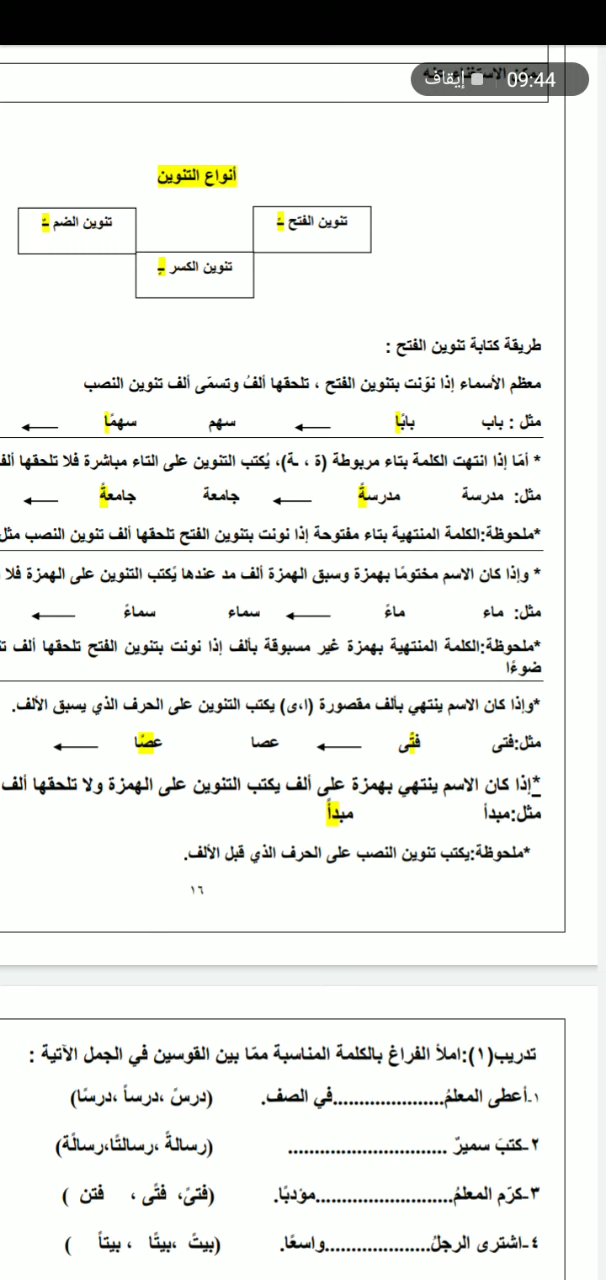 09:44 إيقاف
أنواع التنوين
تنوين الفتح ـً
تنوين الضم ـٌ
تنوين الكسر ـٍ
طريقة كتابة تنوين الفتح :
معظم الأسماء إذا نُوّنت بتنوين الفتح ، تلحقها ألفٌ وتسمّى ألف تنوين النصب
مثل : باب بابًا سهم سهمًا
* أمّا إذا انتهت الكلمة بتاء مربوطة (ة ، ـة)، يُكتب التنوين على التاء مباشرة فلا تلحقها ألف
مثل: مدرسة مدرسةً جامعة جامعةً
*ملحوظة:الكلمة المنتهية بتاء مفتوحة إذا نونت بتنوين الفتح تلحقها ألف تنوين النصب مثل
* وإذا كان الاسم مختومًا بهمزة وسبق الهمزة ألف مد عندها يُكتب التنوين على الهمزة فلا
مثل: ماء ماءً سماء سماءً
*ملحوظة:الكلمة المنتهية بهمزة غير مسبوقة بألف إذا نونت بتنوين الفتح تلحقها ألف
ضوءًا
*وإذا كان الاسم ينتهي بألف مقصورة (ا،ى) يكتب التنوين على الحرف الذي يسبق الألف.
مثل:فتى فتًى عصا عصًا
*إذا كان الاسم ينتهي بهمزة على ألف يكتب التنوين على الهمزة ولا تلحقها ألف
مثل:مبدأ مبدأً
*ملحوظة:يكتب تنوين النصب على الحرف الذي قبل الألف.
١٦
تدريب(١):املأ الفراغ بالكلمة المناسبة ممّا بين القوسين في الجمل الآتية :
١-أعطى المعلمُ......................في الصف. (درسنْ، درساً، درسًا)
٢-كتبَ سميرٌ .............................. (رسالةً، رسالتًا،رسالةًا)
٣-كرّم المعلمُ..........................مؤدبًا. (فتىً، فتًى ، فتن )
٤-اشترى الرجلُ....................واسعًا. (بيتً ،بيتًا ، بيتاً )